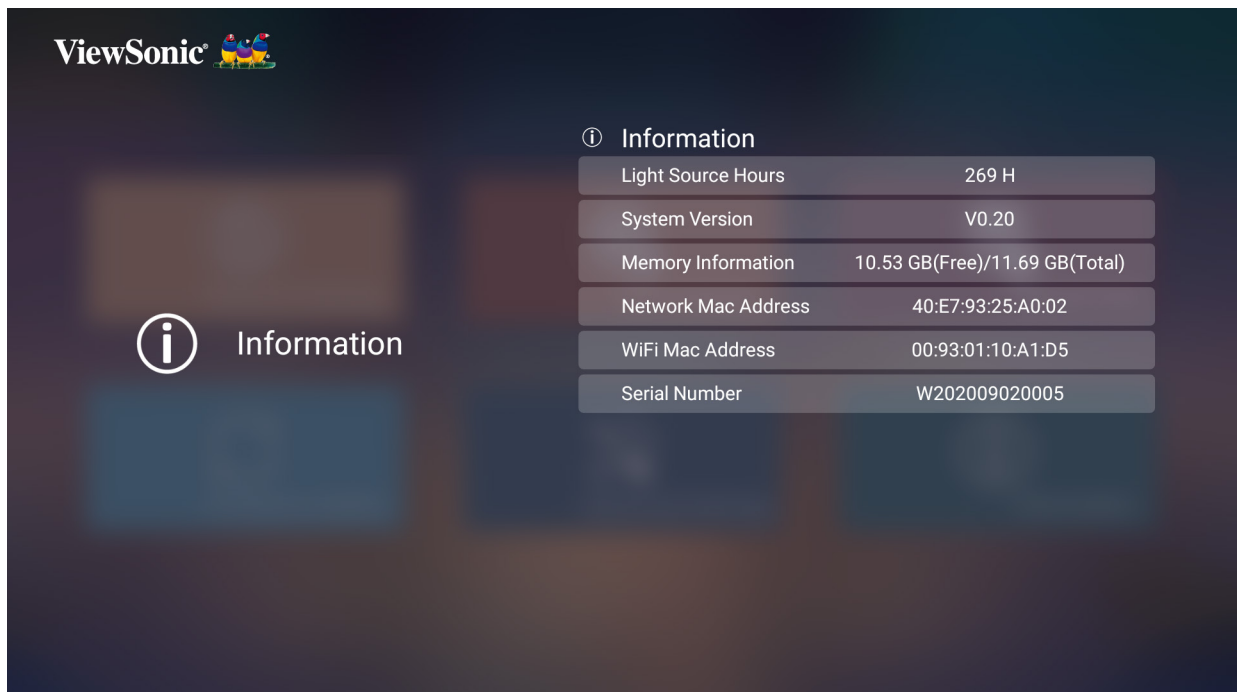 ViewSonic®
Information
Information
Light Source Hours 269 H
System Version V0.20
Memory Information 10.53 GB(Free)/11.69 GB(Total)
Network Mac Address 40:E7:93:25:A0:02
WiFi Mac Address 00:93:01:10:A1:D5
Serial Number W202009020005